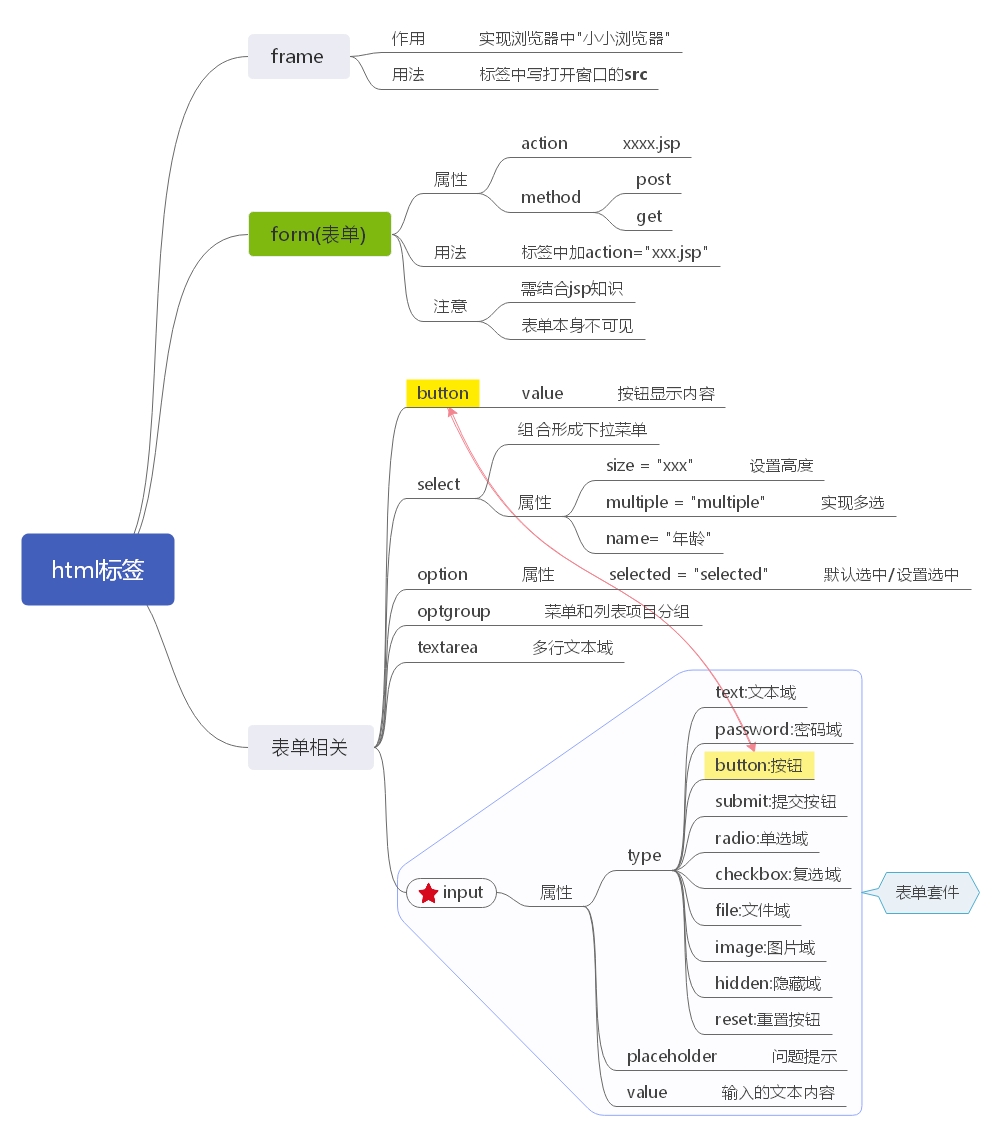 html标签
frame
作用 实现浏览器中"小小浏览器"
用法 标签中写打开窗口的src
form(表单)
属性
action xxxx.jsp
method
post
get
用法 标签中加action="xxx.jsp"
注意
需结合jsp知识
表单本身不可见
表单相关
button value 按钮显示内容
select
组合形成下拉菜单
属性
size = "xxx" 设置高度
multiple = "multiple" 实现多选
name= "年龄"
option 属性 selected = "selected" 默认选中/设置选中
optgroup 菜单和列表项目分组
textarea 多行文本域
input
属性
type
text:文本域
password:密码域
button:按钮
submit:提交按钮
radio:单选域
checkbox:复选域
file:文件域
image:图片域
hidden:隐藏域
reset:重置按钮
placeholder 问题提示
value 输入的文本内容
表单套件